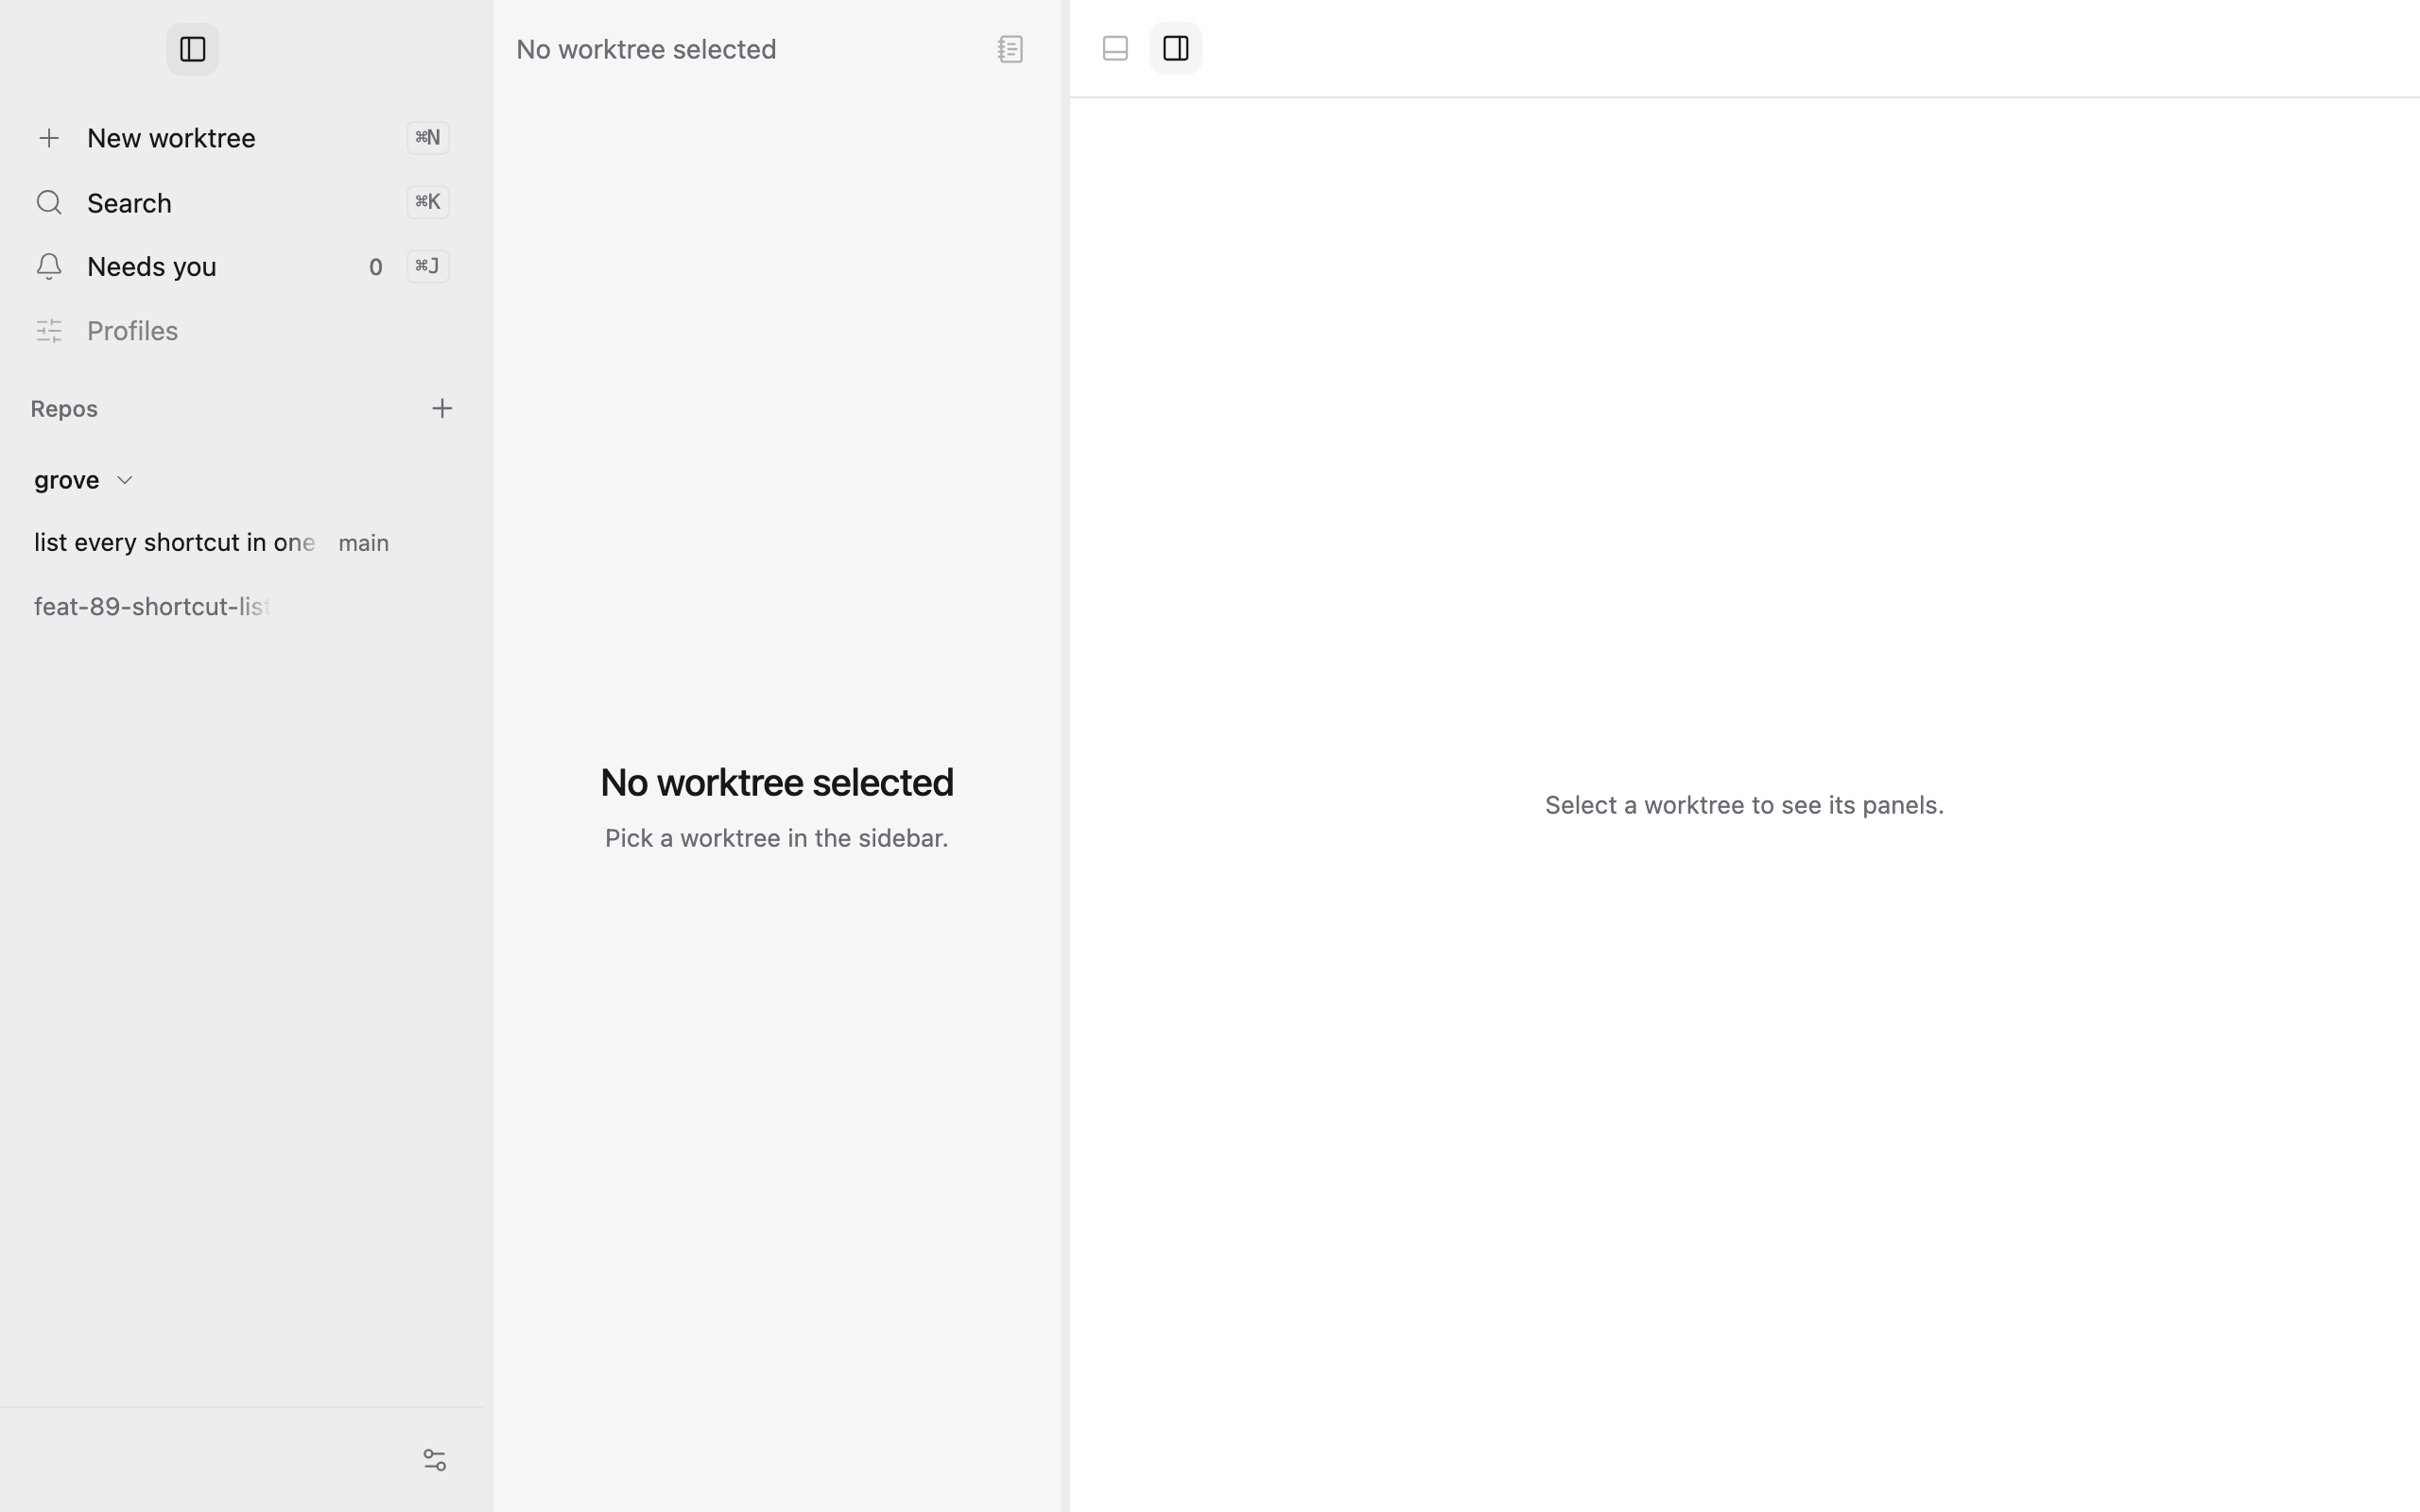 No worktree selected
New worktree ⌘N
Search ⌘K
Needs you 0 ⌘J
Profiles
Repos
grove
list every shortcut in one main
feat-89-shortcut-list
No worktree selected
Pick a worktree in the sidebar.
Select a worktree to see its panels.